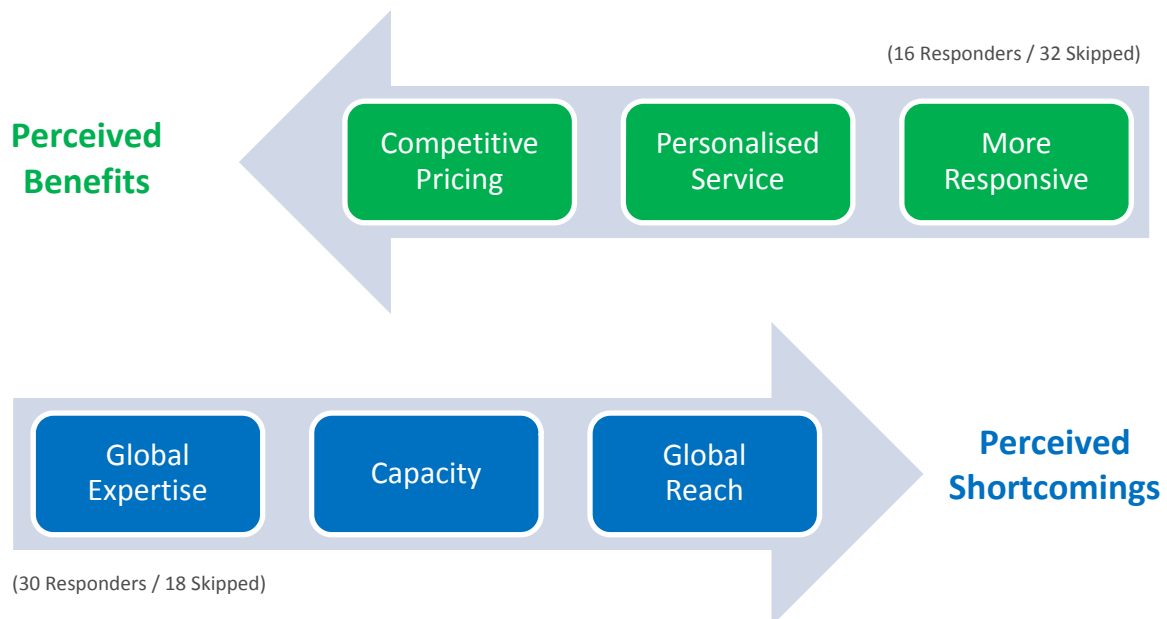 (16 Responders / 32 Skipped)
Perceived
Benefits
Competitive
Pricing
Personalised
Service
More
Responsive
Global
Expertise
Capacity
Global
Reach
Perceived
Shortcomings
(30 Responders / 18 Skipped)